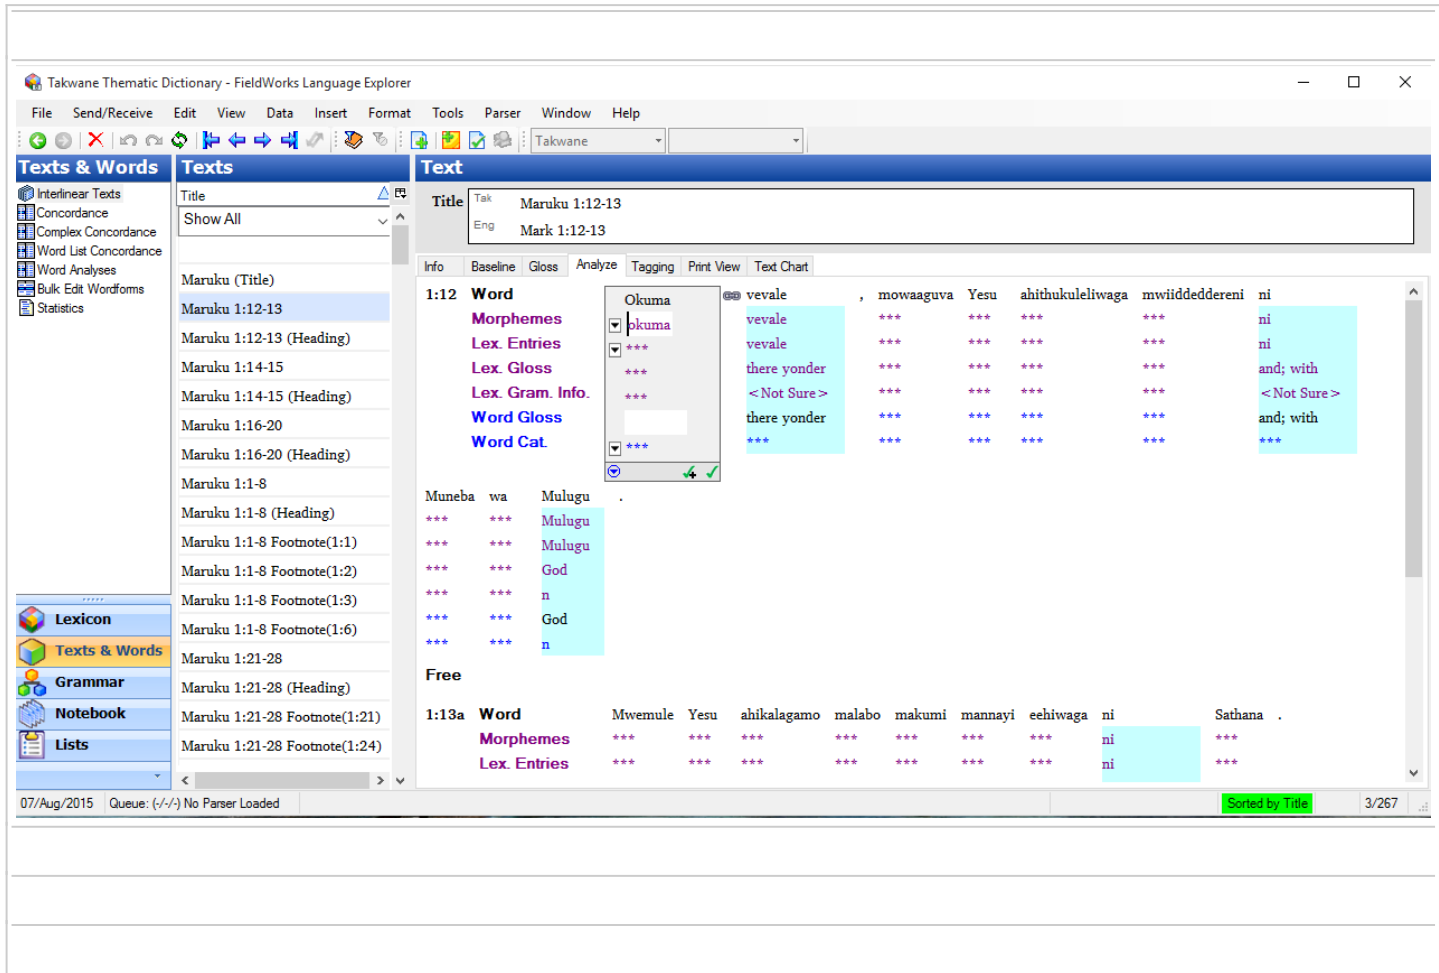 Takwane Thematic Dictionary - FieldWorks Language Explorer
File Send/Receive Edit View Data Insert Format Tools Parser Window Help
Takwane
Texts & Words
Interlinear Texts
Concordance
Complex Concordance
Word List Concordance
Word Analyses
Bulk Edit Wordforms
Statistics
Lexicon
Texts & Words
Grammar
Notebook
Lists
Texts
Title
Show All
Maruku (Title)
Maruku 1:12-13
Maruku 1:12-13 (Heading)
Maruku 1:14-15
Maruku 1:14-15 (Heading)
Maruku 1:16-20
Maruku 1:16-20 (Heading)
Maruku 1:1-8
Maruku 1:1-8 (Heading)
Maruku 1:1-8 Footnote(1:1)
Maruku 1:1-8 Footnote(1:2)
Maruku 1:1-8 Footnote(1:3)
Maruku 1:1-8 Footnote(1:6)
Maruku 1:21-28
Maruku 1:21-28 (Heading)
Maruku 1:21-28 Footnote(1:21)
Maruku 1:21-28 Footnote(1:24)
Text
Title Tak Maruku 1:12-13
Eng Mark 1:12-13
Info Baseline Gloss Analyze Tagging Print View Text Chart
1:12 Word Okuma vevale , mowaaguva Yesu ahithukuleliwaga mwiiddeddereni ni
Morphemes okuma vevale *** *** *** *** ni
Lex. Entries *** vevale *** *** *** *** ni
Lex. Gloss *** there yonder *** *** *** *** and; with
Lex. Gram. Info. *** <Not Sure> *** *** *** *** <Not Sure>
Word Gloss there yonder *** *** *** *** and; with
Word Cat. *** *** *** *** *** *** ***
Muneba wa Mulugu .
*** *** Mulugu
*** *** Mulugu
*** *** God
*** *** n
*** *** God
*** *** n
Free
1:13a Word Mwemule Yesu ahikalagamo malabo makumi mannayi eehiwaga ni Sathana .
Morphemes *** *** *** *** *** *** *** ni ***
Lex. Entries *** *** *** *** *** *** *** ni ***
07/Aug/2015 Queue: (-/-/-) No Parser Loaded Sorted by Title 3/267